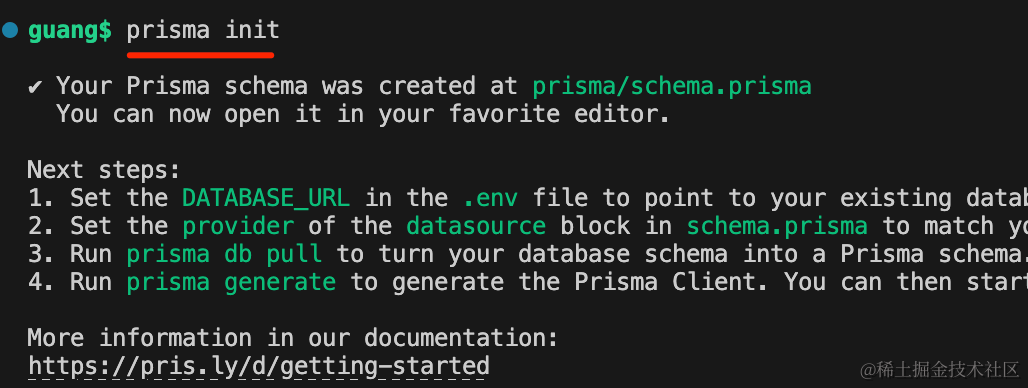 guang$ prisma init
✔ Your Prisma schema was created at prisma/schema.prisma
You can now open it in your favorite editor.
Next steps:
1. Set the DATABASE_URL in the .env file to point to your existing datab
2. Set the provider of the datasource block in schema.prisma to match yo
3. Run prisma db pull to turn your database schema into a Prisma schema.
4. Run prisma generate to generate the Prisma Client. You can then start
More information in our documentation:
https://pris.ly/d/getting-started
@稀土掘金技术社区